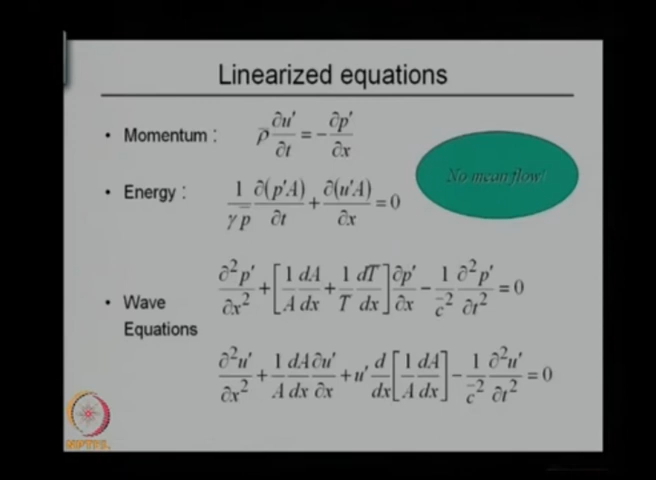 Linearized equations
• Momentum : ρ̄ ∂u'/∂t = − ∂p'/∂x
No mean flow!
• Energy : 1/(γ p̄) ∂(p'A)/∂t + ∂(u'A)/∂x = 0
∂²p'/∂x² + [1/A dA/dx + 1/T dT/dx] ∂p'/∂x − 1/c̄² ∂²p'/∂t² = 0
• Wave
Equations
∂²u'/∂x² + 1/A dA/dx ∂u'/∂x + u' d/dx [1/A dA/dx] − 1/c̄² ∂²u'/∂t² = 0
NPTEL